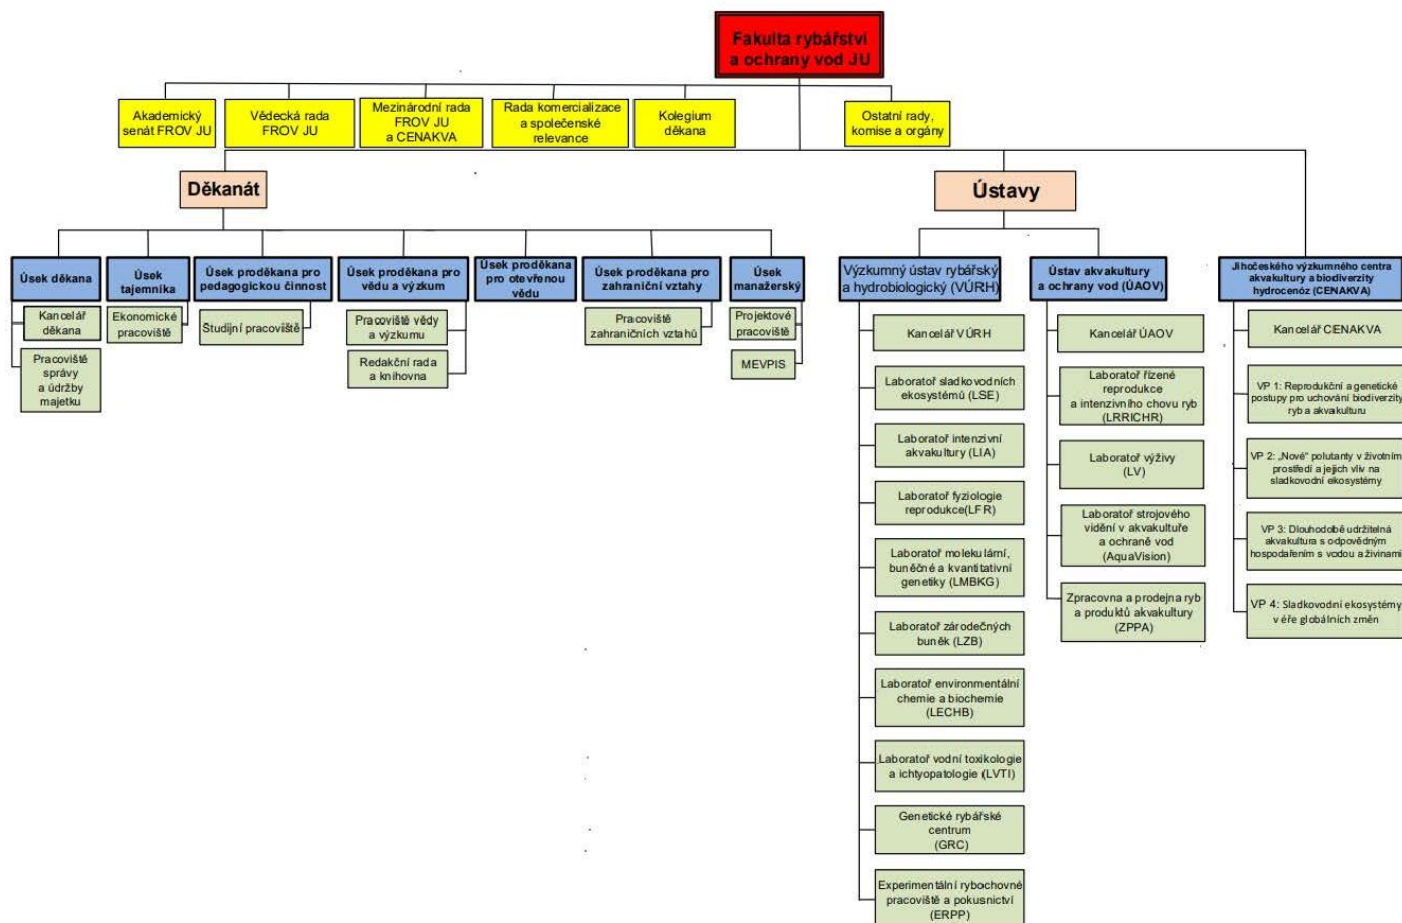 Fakulta rybářství
a ochrany vod JU
Akademický
senát FROV JU
Vědecká rada
FROV JU
Mezinárodní rada
FROV JU
a CENAKVA
Rada komercializace
a společenské
relevance
Kolegium
děkana
Ostatní rady,
komise a orgány
Děkanát
Ústavy
Úsek děkana
Kancelář
děkana
Pracoviště
správy
a údržby
majetku
Úsek
tajemníka
Ekonomické
pracoviště
Úsek proděkana pro
pedagogickou činnost
Studijní pracoviiště
Úsek proděkana pro
vědu a výzkum
Pracoviště vědy
a výzkumu
Redakční rada
a knihovna
Úsek proděkana
pro otevřenou
vědu
Úsek proděkana pro
zahraniční vztahy
Pracoviště
zahraničních vztahů
Úsek
manažerský
Projektové
pracoviště
MEVPIS
Výzkumný ústav rybářský
a hydrobiologický (VÚRH)
Kancelář VÚRH
Laboratoř sladkovodních
ekosystémů (LSE)
Laboratoř intenzivní
akvakultury (LIA)
Laboratoř fyziologie
reprodukce(LFR)
Laboratoř molekulární,
buněčné a kvantitativní
genetiky (LMBKG)
Laboratoř zárodečných
buněk (LZB)
Laboratoř environmentální
chemie a biochemie
(LECHB)
Laboratoř vodní toxikologie
a ichtyopatologie (LVTI)
Genetické rybářské
centrum
(GRC)
Experimentální rybochovné
pracoviště a pokusnictví
(ERPP)
Ústav akvakultury
a ochrany vod (ÚAOV)
Kancelář ÚAOV
Laboratoř řízené
reprodukce
a intenzivního chovu ryb
(LRRICHR)
Laboratoř výživy
(LV)
Laboratoř strojového
vidění v akvakultuře
a ochraně vod
(AquaVision)
Zpracovna a prodejna ryb
a produktů akvakultury
(ZPPA)
Jihočeského výzkumného centra
akvakultury a biodiverzity
hydrocenóz (CENAKVA)
Kancelář CENAKVA
VP 1: Reprodukční a genetické
postupy pro uchování biodiverzity
ryb a akvakulturu
VP 2: „Nové“ polutanty v životním
prostředí a jejich vliv na
sladkovodní ekosystémy
VP 3: Dlouhodobě udržitelná
akvakultura s odpovědným
hospodařením s vodou a živinami
VP 4: Sladkovodní ekosystémy
v éře globálních změn